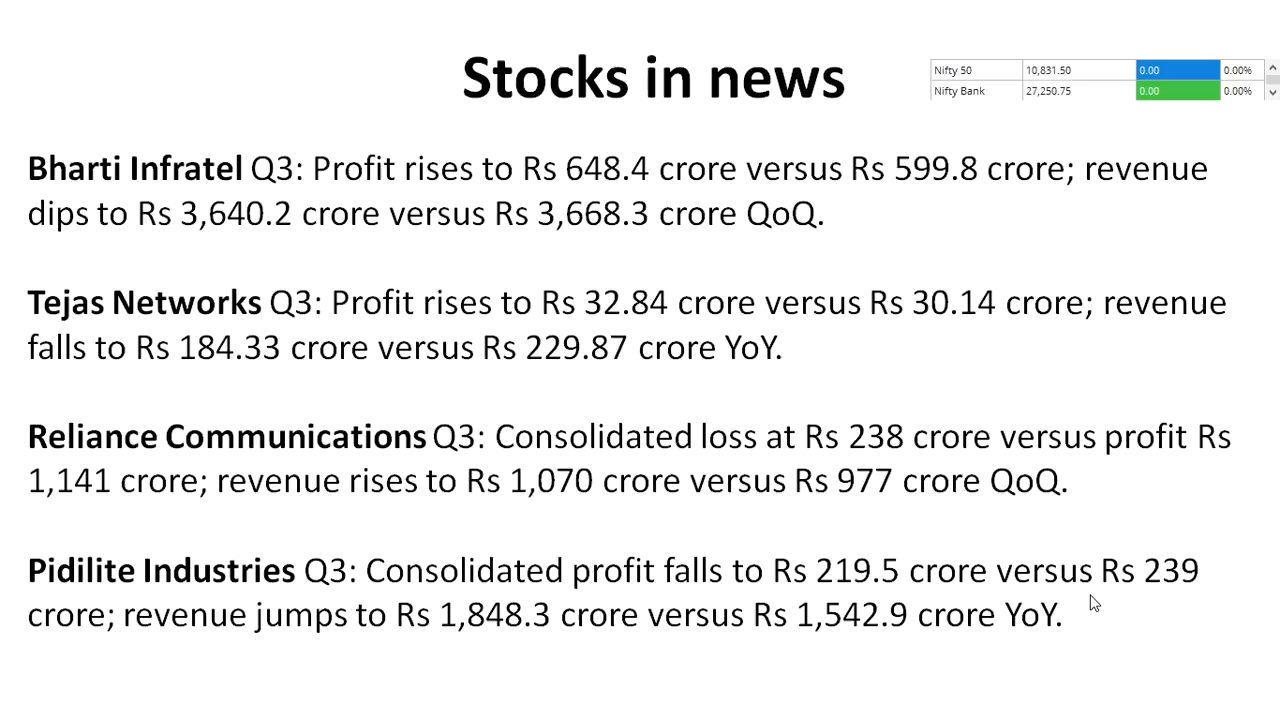 Stocks in news
Nifty 50 10,831.50 0.00 0.00%
Nifty Bank 27,250.75 0.00 0.00%
Bharti Infratel Q3: Profit rises to Rs 648.4 crore versus Rs 599.8 crore; revenue
dips to Rs 3,640.2 crore versus Rs 3,668.3 crore QoQ.
Tejas Networks Q3: Profit rises to Rs 32.84 crore versus Rs 30.14 crore; revenue
falls to Rs 184.33 crore versus Rs 229.87 crore YoY.
Reliance Communications Q3: Consolidated loss at Rs 238 crore versus profit Rs
1,141 crore; revenue rises to Rs 1,070 crore versus Rs 977 crore QoQ.
Pidilite Industries Q3: Consolidated profit falls to Rs 219.5 crore versus Rs 239
crore; revenue jumps to Rs 1,848.3 crore versus Rs 1,542.9 crore YoY.